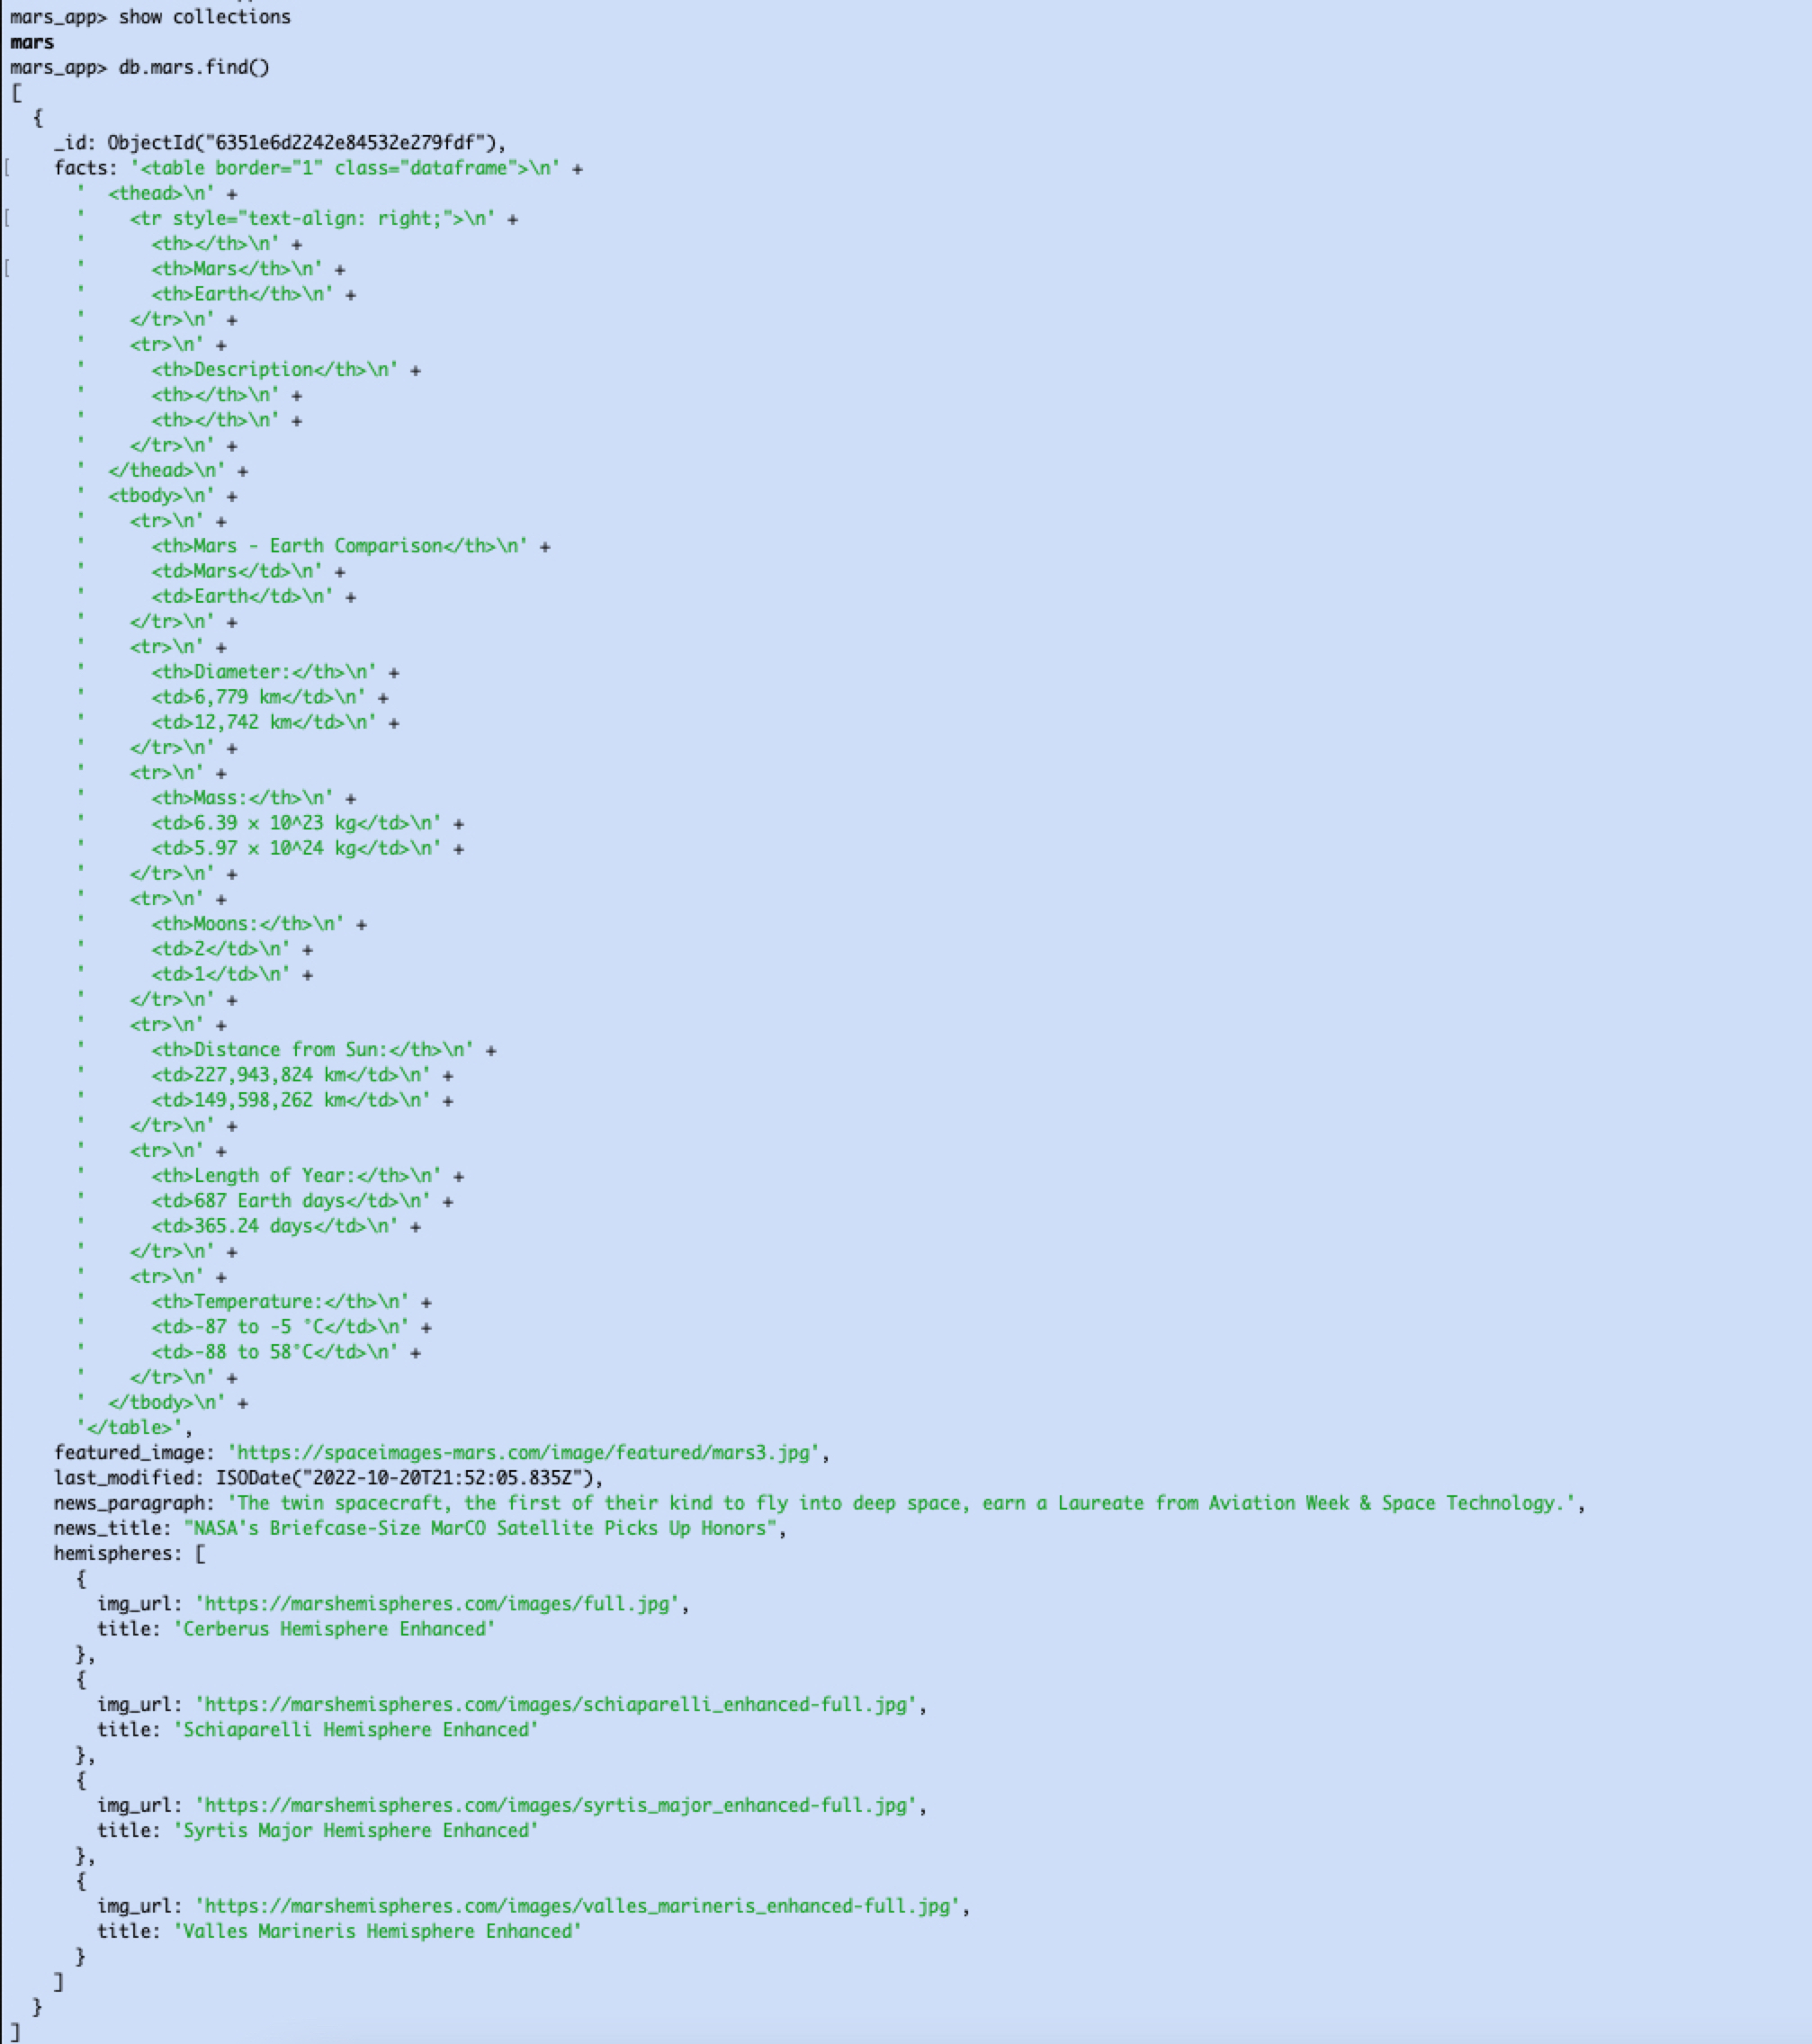 mars_app> show collections
mars
mars_app> db.mars.find()
[
  {
    _id: ObjectId("6351e6d2242e84532e279fdf"),
[    facts: '<table border="1" class="dataframe">\n' +
      '  <thead>\n' +
[      '    <tr style="text-align: right;">\n' +
      '      <th></th>\n' +
[      '      <th>Mars</th>\n' +
      '      <th>Earth</th>\n' +
      '    </tr>\n' +
      '    <tr>\n' +
      '      <th>Description</th>\n' +
      '      <th></th>\n' +
      '      <th></th>\n' +
      '    </tr>\n' +
      '  </thead>\n' +
      '  <tbody>\n' +
      '    <tr>\n' +
      '      <th>Mars - Earth Comparison</th>\n' +
      '      <td>Mars</td>\n' +
      '      <td>Earth</td>\n' +
      '    </tr>\n' +
      '    <tr>\n' +
      '      <th>Diameter:</th>\n' +
      '      <td>6,779 km</td>\n' +
      '      <td>12,742 km</td>\n' +
      '    </tr>\n' +
      '    <tr>\n' +
      '      <th>Mass:</th>\n' +
      '      <td>6.39 × 10^23 kg</td>\n' +
      '      <td>5.97 × 10^24 kg</td>\n' +
      '    </tr>\n' +
      '    <tr>\n' +
      '      <th>Moons:</th>\n' +
      '      <td>2</td>\n' +
      '      <td>1</td>\n' +
      '    </tr>\n' +
      '    <tr>\n' +
      '      <th>Distance from Sun:</th>\n' +
      '      <td>227,943,824 km</td>\n' +
      '      <td>149,598,262 km</td>\n' +
      '    </tr>\n' +
      '    <tr>\n' +
      '      <th>Length of Year:</th>\n' +
      '      <td>687 Earth days</td>\n' +
      '      <td>365.24 days</td>\n' +
      '    </tr>\n' +
      '    <tr>\n' +
      '      <th>Temperature:</th>\n' +
      '      <td>-87 to -5 °C</td>\n' +
      '      <td>-88 to 58°C</td>\n' +
      '    </tr>\n' +
      '  </tbody>\n' +
      '</table>',
    featured_image: 'https://spaceimages-mars.com/image/featured/mars3.jpg',
    last_modified: ISODate("2022-10-20T21:52:05.835Z"),
    news_paragraph: 'The twin spacecraft, the first of their kind to fly into deep space, earn a Laureate from Aviation Week & Space Technology.',
    news_title: "NASA's Briefcase-Size MarCO Satellite Picks Up Honors",
    hemispheres: [
      {
        img_url: 'https://marshemispheres.com/images/full.jpg',
        title: 'Cerberus Hemisphere Enhanced'
      },
      {
        img_url: 'https://marshemispheres.com/images/schiaparelli_enhanced-full.jpg',
        title: 'Schiaparelli Hemisphere Enhanced'
      },
      {
        img_url: 'https://marshemispheres.com/images/syrtis_major_enhanced-full.jpg',
        title: 'Syrtis Major Hemisphere Enhanced'
      },
      {
        img_url: 'https://marshemispheres.com/images/valles_marineris_enhanced-full.jpg',
        title: 'Valles Marineris Hemisphere Enhanced'
      }
    ]
  }
]